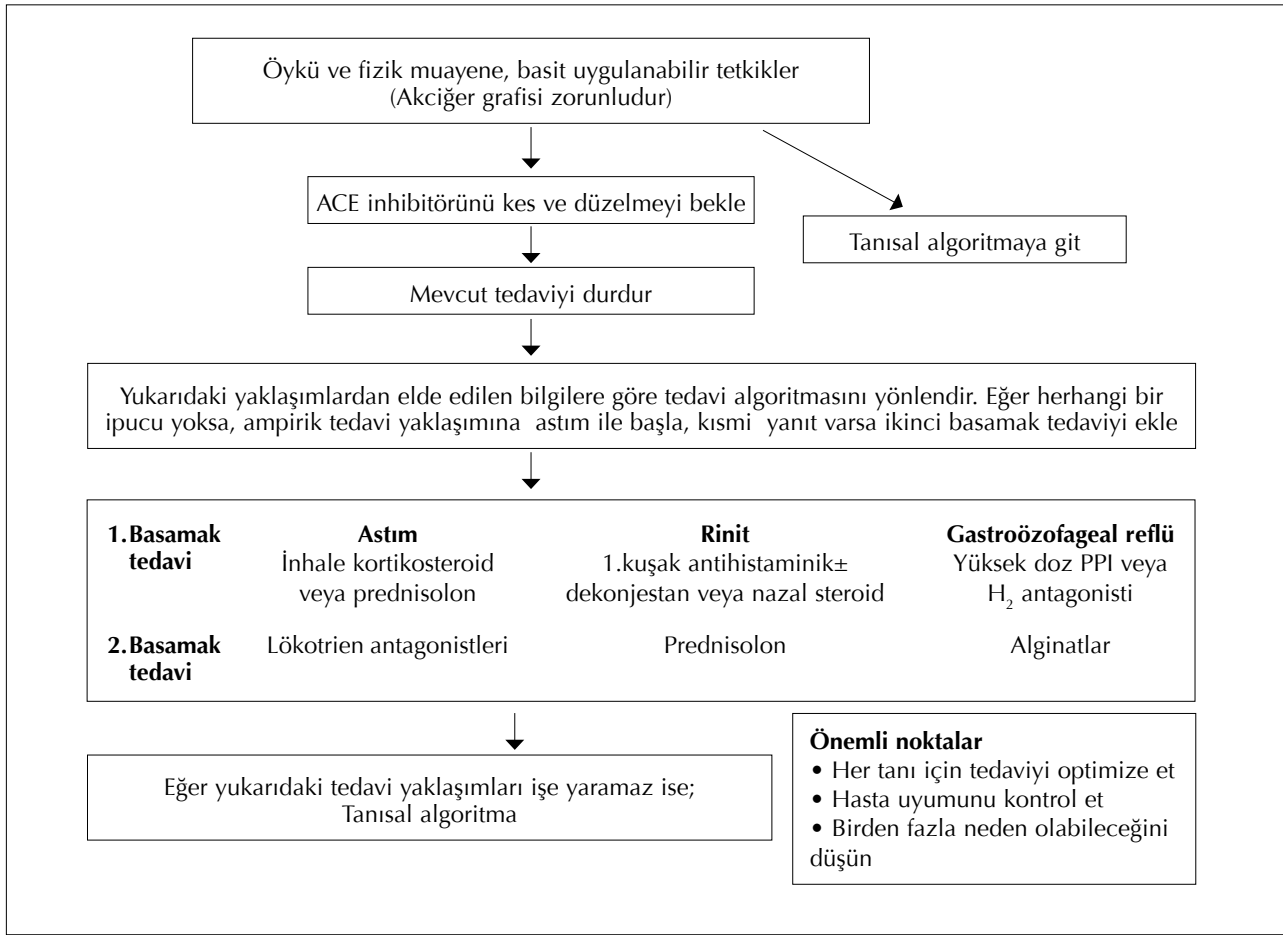 Öykü ve fizik muayene, basit uygulanabilir tetkikler
(Akciğer grafisi zorunludur)
ACE inhibitörünü kes ve düzelmeyi bekle
Tanısal algoritmaya git
Mevcut tedaviyi durdur
Yukarıdaki yaklaşımlardan elde edilen bilgilere göre tedavi algoritmasını yönlendir. Eğer herhangi bir
ipucu yoksa, ampirik tedavi yaklaşımına astım ile başla, kısmi yanıt varsa ikinci basamak tedaviyi ekle
1.Basamak Astım Rinit Gastroözofageal reflü
tedavi İnhale kortikosteroid 1.kuşak antihistaminik± Yüksek doz PPI veya
veya prednisolon dekonjestan veya nazal steroid H₂ antagonisti
2.Basamak Lökotrien antagonistleri Prednisolon Alginatlar
tedavi
Eğer yukarıdaki tedavi yaklaşımları işe yaramaz ise;
Tanısal algoritma
Önemli noktalar
• Her tanı için tedaviyi optimize et
• Hasta uyumunu kontrol et
• Birden fazla neden olabileceğini
düşün